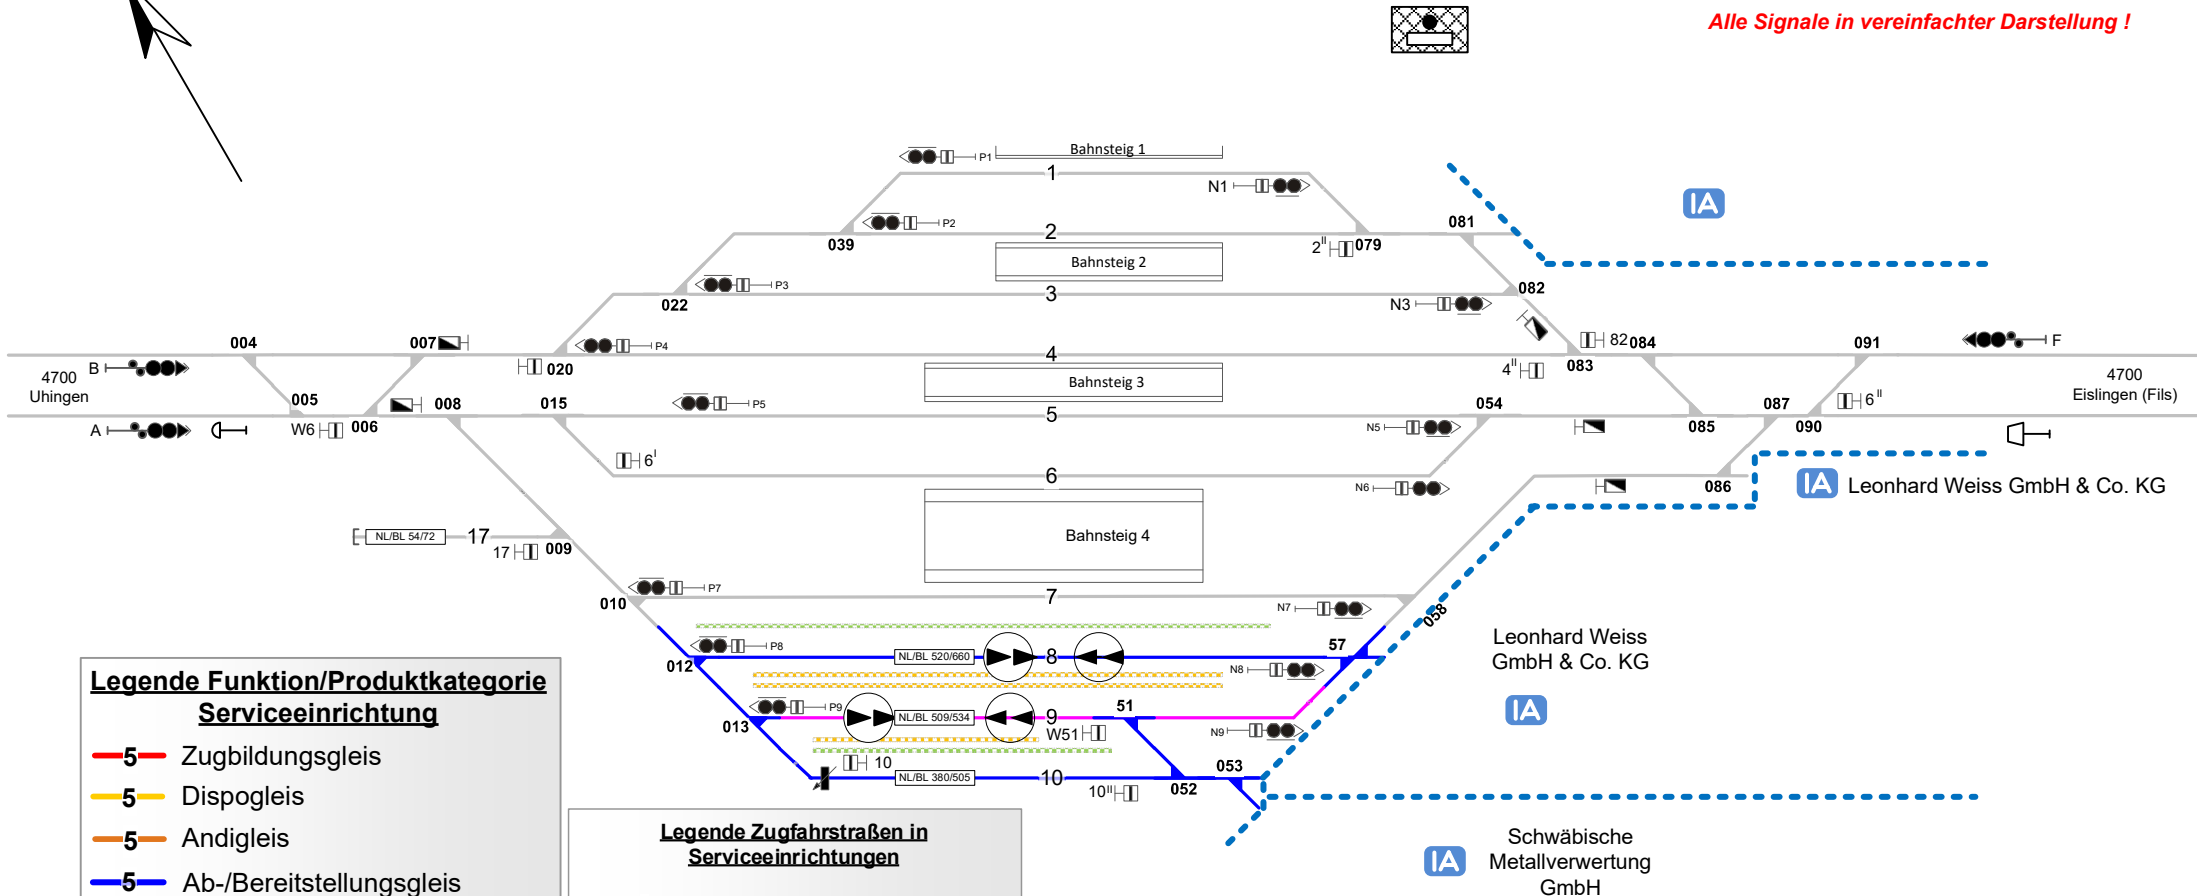 Alle Signale in vereinfachter Darstellung !
P1
Bahnsteig 1
1
N1
IA
P2
039
2
2II
079
081
Bahnsteig 2
P3
022
3
N3
082
004
007
020
P4
4
4II
82
083
084
091
F
B
4700
Uhingen
4700
Eislingen (Fils)
Bahnsteig 3
005
008
015
P5
5
054
087
6II
A
W6
006
N5
085
090
6I
6
N6
086
IA
Leonhard Weiss GmbH & Co. KG
NL/BL 54/72
17
17
009
Bahnsteig 4
P7
010
7
N7
058
Leonhard Weiss
GmbH & Co. KG
IA
P8
012
NL/BL 520/660
8
N8
57
P9
013
NL/BL 509/534
9
W51
51
N9
10
NL/BL 380/505
10
10II
052
053
IA
Schwäbische
Metallverwertung
GmbH
Legende Funktion/Produktkategorie
Serviceeinrichtung
5 Zugbildungsgleis
5 Dispogleis
5 Andigleis
5 Ab-/Bereitstellungsgleis
Legende Zugfahrstraßen in
Serviceeinrichtungen